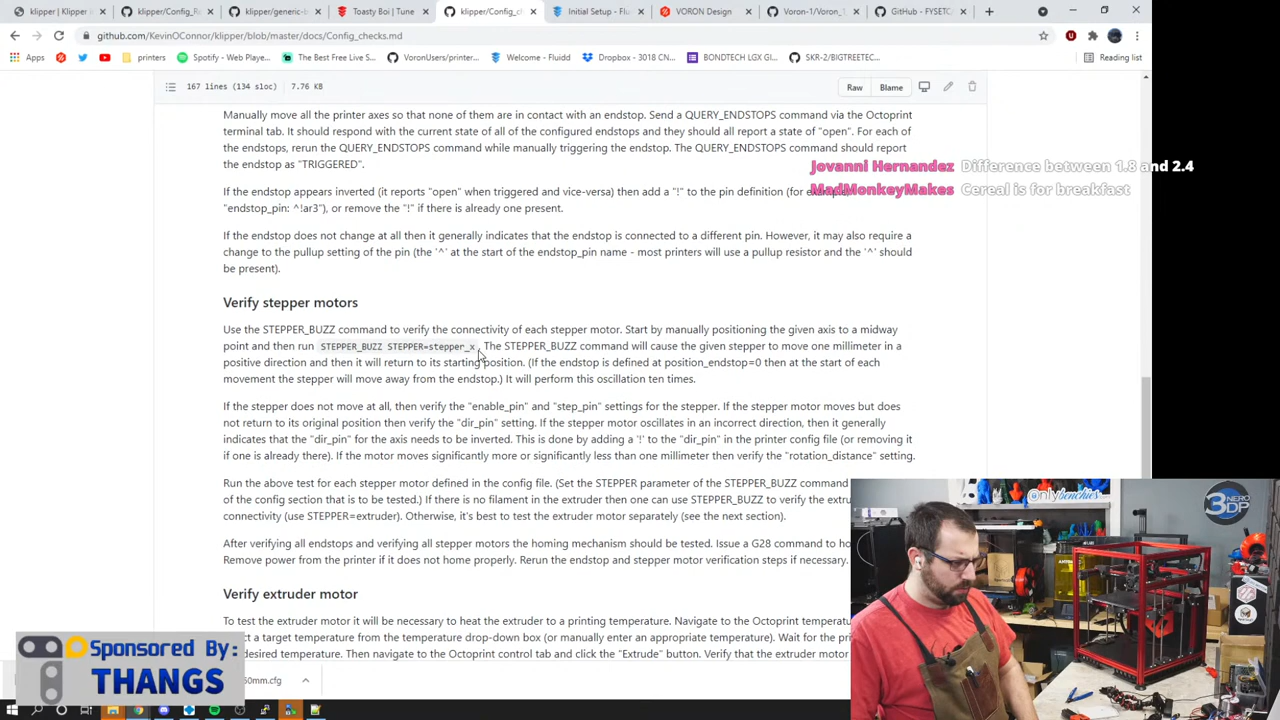 klipper | Klipper
klipper/Config_Re
klipper/generic-b
Toasty Boi | Tune
klipper/Config_c
Initial Setup - Flu
VORON Design
Voron-1/Voron_1
GitHub - FYSETC
github.com/KevinOConnor/klipper/blob/master/docs/Config_checks.md
Apps printers Spotify - Web Playe... The Best Free Live S... VoronUsers/printer... Welcome - Fluidd Dropbox - 3018 CN... BONDTECH LGX GI... SKR-2/BIGTREETEC... Reading list
167 lines (134 sloc) 7.76 KB Raw Blame
Manually move all the printer axes so that none of them are in contact with an endstop. Send a QUERY_ENDSTOPS command via the Octoprint
terminal tab. It should respond with the current state of all of the configured endstops and they should all report a state of "open". For each of
the endstops, rerun the QUERY_ENDSTOPS command while manually triggering the endstop. The QUERY_ENDSTOPS command should report
the endstop as "TRIGGERED".
Jovanni Hernandez Difference between 1.8 and 2.4
MadMonkeyMakes Cereal is for breakfast
If the endstop appears inverted (it reports "open" when triggered and vice-versa) then add a "!" to the pin definition (for example,
"endstop_pin: ^!ar3"), or remove the "!" if there is already one present.
If the endstop does not change at all then it generally indicates that the endstop is connected to a different pin. However, it may also require a
change to the pullup setting of the pin (the '^' at the start of the endstop_pin name - most printers will use a pullup resistor and the '^' should
be present).
Verify stepper motors
Use the STEPPER_BUZZ command to verify the connectivity of each stepper motor. Start by manually positioning the given axis to a midway
point and then run STEPPER_BUZZ STEPPER=stepper_x . The STEPPER_BUZZ command will cause the given stepper to move one millimeter in a
positive direction and then it will return to its starting position. (If the endstop is defined at position_endstop=0 then at the start of each
movement the stepper will move away from the endstop.) It will perform this oscillation ten times.
If the stepper does not move at all, then verify the "enable_pin" and "step_pin" settings for the stepper. If the stepper motor moves but does
not return to its original position then verify the "dir_pin" setting. If the stepper motor oscillates in an incorrect direction, then it generally
indicates that the "dir_pin" for the axis needs to be inverted. This is done by adding a '!' to the "dir_pin" in the printer config file (or removing it
if one is already there). If the motor moves significantly more or significantly less than one millimeter then verify the "rotation_distance" setting.
Run the above test for each stepper motor defined in the config file. (Set the STEPPER parameter of the STEPPER_BUZZ command
of the config section that is to be tested.) If there is no filament in the extruder then one can use STEPPER_BUZZ to verify the extru
connectivity (use STEPPER=extruder). Otherwise, it's best to test the extruder motor separately (see the next section).
After verifying all endstops and verifying all stepper motors the homing mechanism should be tested. Issue a G28 command to ho
Remove power from the printer if it does not home properly. Rerun the endstop and stepper motor verification steps if necessary.
Verify extruder motor
To test the extruder motor it will be necessary to heat the extruder to a printing temperature. Navigate to the Octoprint temperat
ct a target temperature from the temperature drop-down box (or manually enter an appropriate temperature). Wait for the pri
desired temperature. Then navigate to the Octoprint control tab and click the "Extrude" button. Verify that the extruder motor
@onlybenchies
3 NERD 3DP
Sponsored By:
THANGS
50mm.cfg